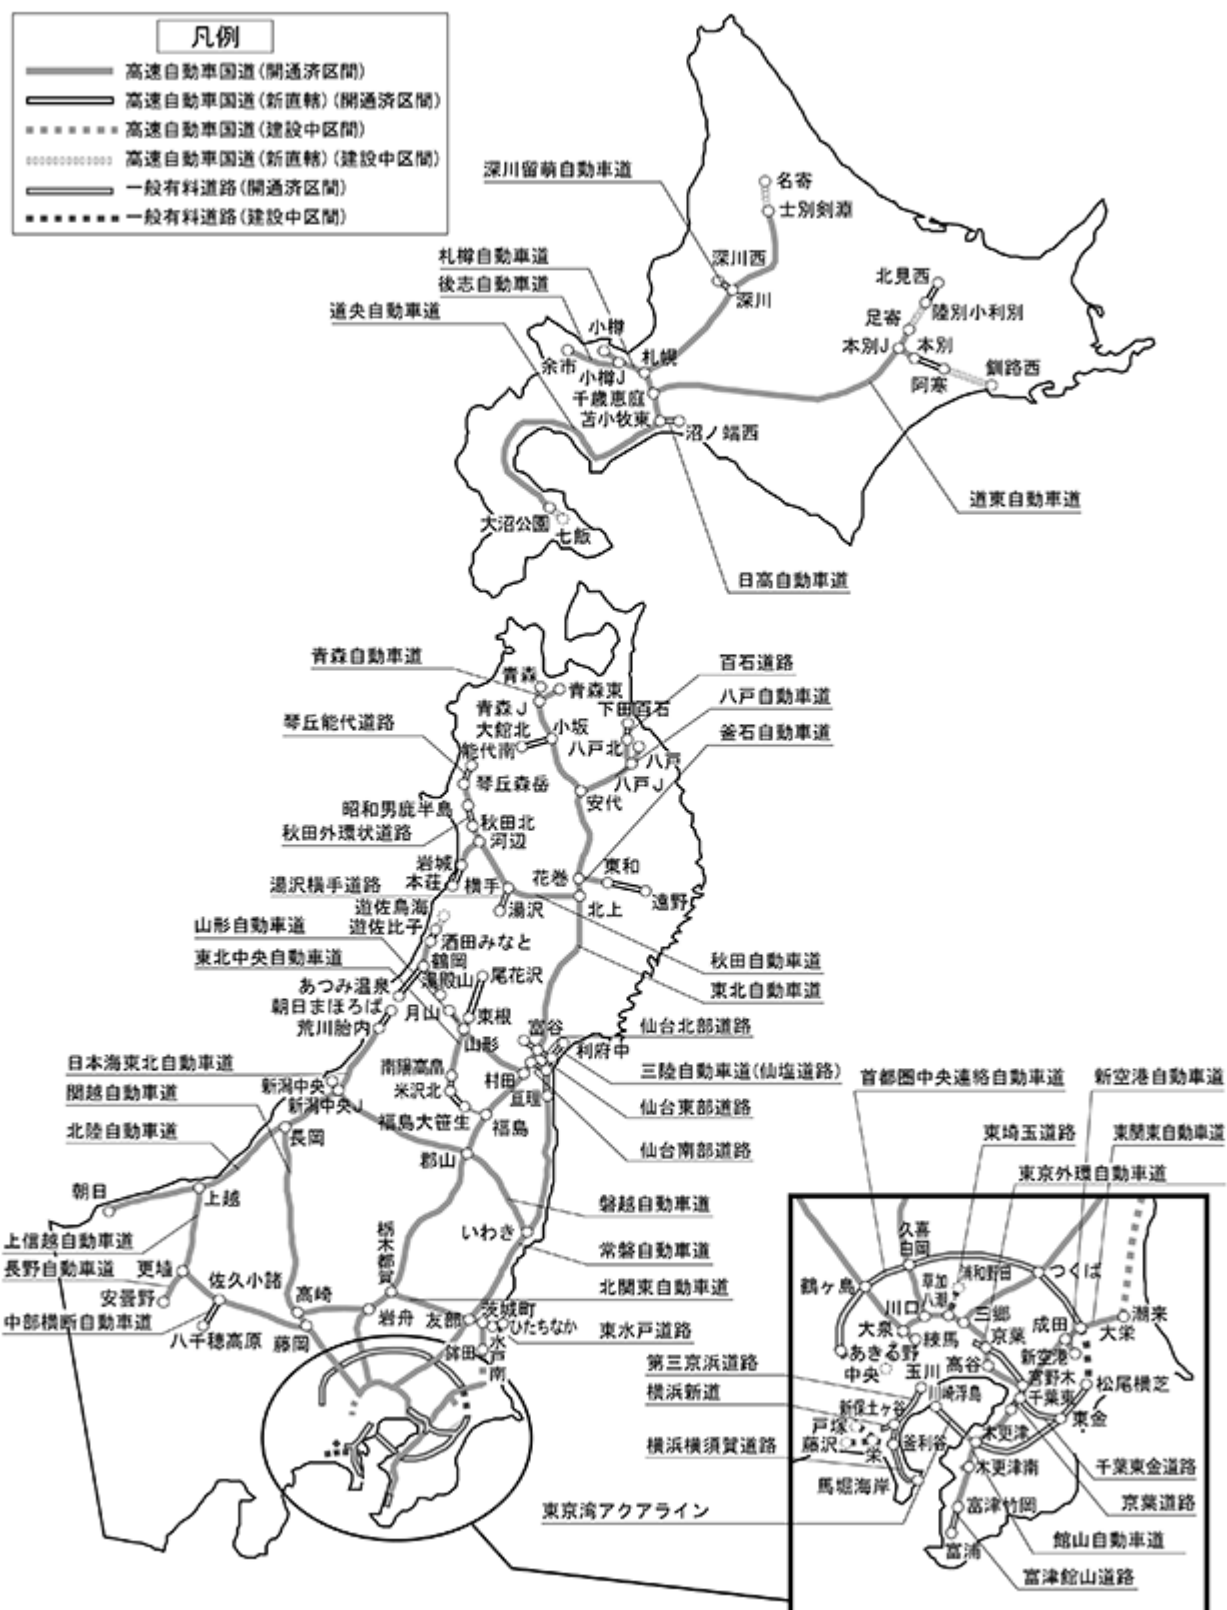 凡例
高速自動車国道(開通済区間)
高速自動車国道(新直轄)(開通済区間)
高速自動車国道(建設中区間)
高速自動車国道(新直轄)(建設中区間)
一般有料道路(開通済区間)
一般有料道路(建設中区間)
深川留萌自動車道
名寄
士別剣淵
札樽自動車道
深川西
後志自動車道
深川
北見西
道央自動車道
陸別小利別
小樽
足寄
余市
小樽J
札幌
本別J
本別
千歳恵庭
阿寒
釧路西
苫小牧東
沼ノ端西
道東自動車道
大沼公園
七飯
日高自動車道
青森自動車道
青森
百石道路
青森東
八戸自動車道
青森J
下田百石
琴丘能代道路
大館北
小坂
釜石自動車道
能代南
八戸北
八戸
琴丘森岳
八戸J
安代
昭和男鹿半島
秋田外環状道路
秋田北
河辺
岩城
花巻
東和
湯沢横手道路
本荘
横手
遠野
遊佐鳥海
湯沢
北上
山形自動車道
遊佐比子
酒田みなと
東北中央自動車道
鶴岡
秋田自動車道
湯殿山
尾花沢
あつみ温泉
東北自動車道
朝日まほろば
月山
東根
荒川胎内
富谷
仙台北部道路
山形
利府中
日本海東北自動車道
南陽高畠
村田
三陸自動車道(仙塩道路)
首都圏中央連絡自動車道
新空港自動車道
関越自動車道
新潟中央
米沢北
亘理
新潟中央J
仙台東部道路
北陸自動車道
長岡
福島大笹生
福島
東埼玉道路
東関東自動車道
仙台南部道路
郡山
東京外環自動車道
朝日
上越
磐越自動車道
いわき
上信越自動車道
栃木都賀
常磐自動車道
久喜白岡
長野自動車道
更埴
佐久小諸
北関東自動車道
草加八潮
浦和野田
つくば
安曇野
高崎
鶴ヶ島
中部横断自動車道
岩舟
友部
茨城町
川口
三郷
成田
潮来
八千穂高原
藤岡
ひたちなか
東水戸道路
大泉
練馬
京葉
大栄
鉾田
水戸南
あきる野
新空港
第三京浜道路
中央
玉川
高谷
宮野木
松尾横芝
横浜新道
川崎浮島
千葉東
新保土ヶ谷
東金
戸塚
木更津
横浜横須賀道路
藤沢
栄
釜利谷
木更津南
千葉東金道路
馬堀海岸
富津竹岡
京葉道路
東京湾アクアライン
館山自動車道
富浦
富津館山道路